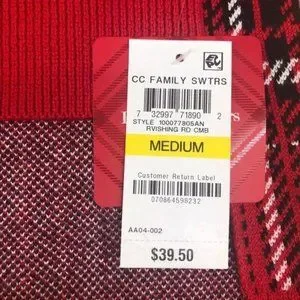 CC FAMILY SWTRS
7 32997 71890 2
STYLE 100077805AN
RVISHING RD CMB
MEDIUM
Customer Return Label
070864598232
AA04-002
$39.50